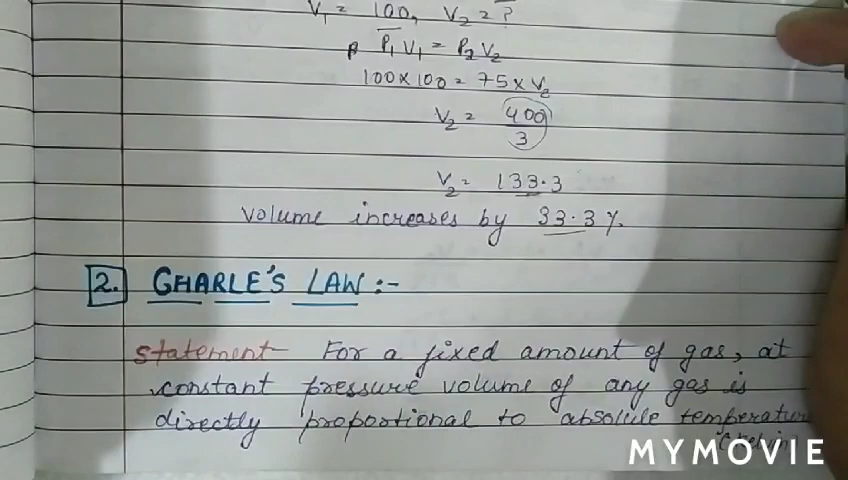 V₁ = 100, V₂ = ?
P₁V₁ = P₂V₂
100×100 = 75×V₂
V₂ = 400/3
V₂ = 133.3
volume increases by 33.3%.
2. CHARLE'S LAW :-
statement For a fixed amount of gas, at
constant pressure volume of any gas is
directly proportional to absolute temperatur
(kelvin
MYMOVIE